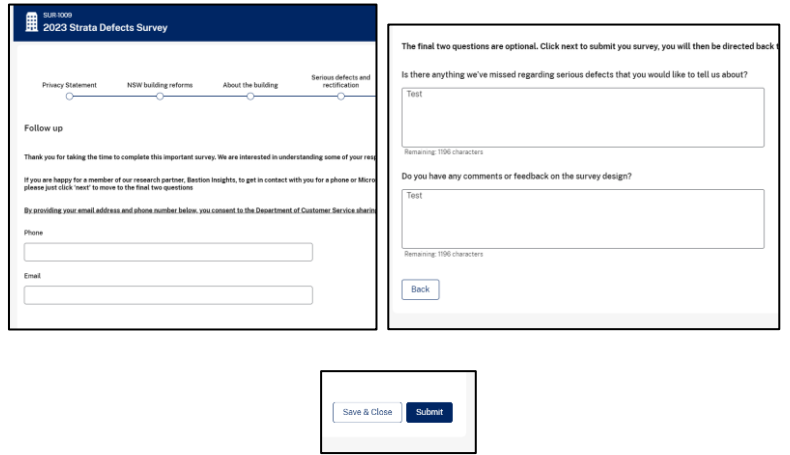 SUR-1009
2023 Strata Defects Survey
Privacy Statement
NSW building reforms
About the building
Serious defects and
rectification
Follow up
Thank you for taking the time to complete this important survey. We are interested in understanding some of your
If you are happy for a member of our research partner, Bastion Insights, to get in contact with you for a phone or
please just click 'next' to move to the final two questions
By providing your email address and phone number below, you consent to the Department of Customer Service
Phone
Email
The final two questions are optional. Click next to submit you survey, you will then be directed back
Is there anything we've missed regarding serious defects that you would like to tell us about?
Test
Remaining: 1196 characters
Do you have any comments or feedback on the survey design?
Test
Remaining: 1196 characters
Back
Save & Close
Submit